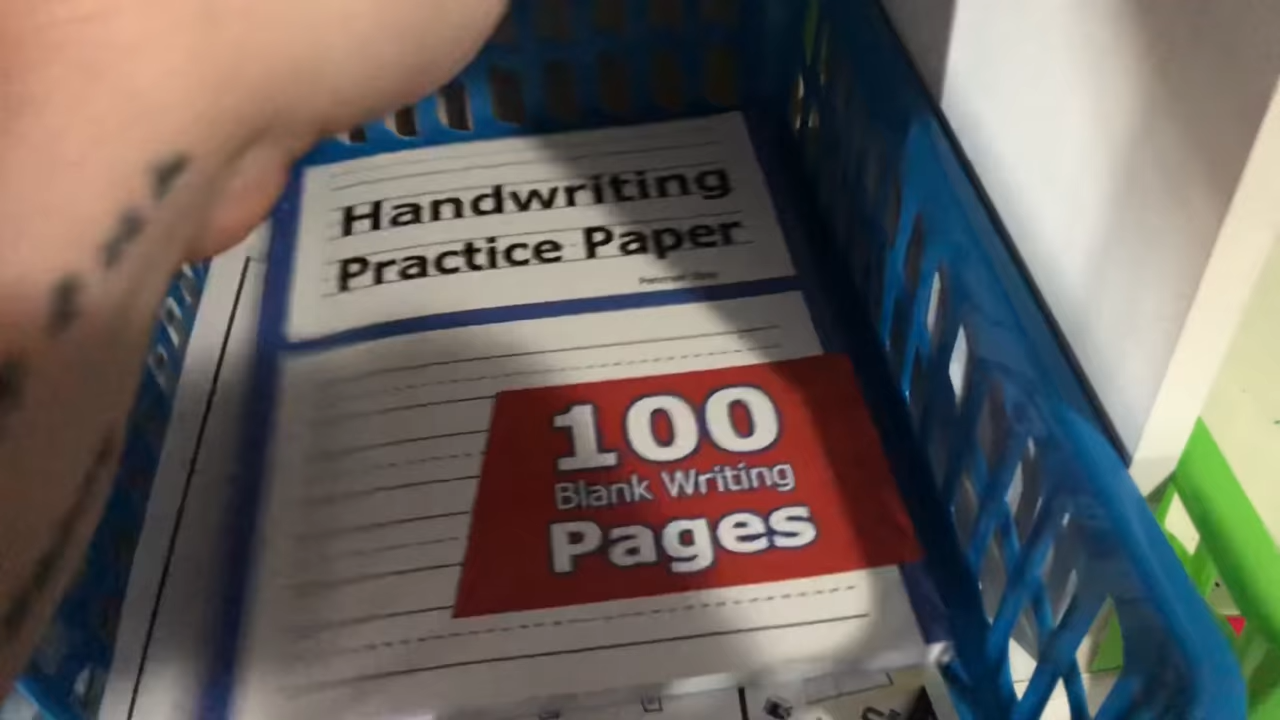 Handwriting
Practice Paper
100
Blank Writing
Pages